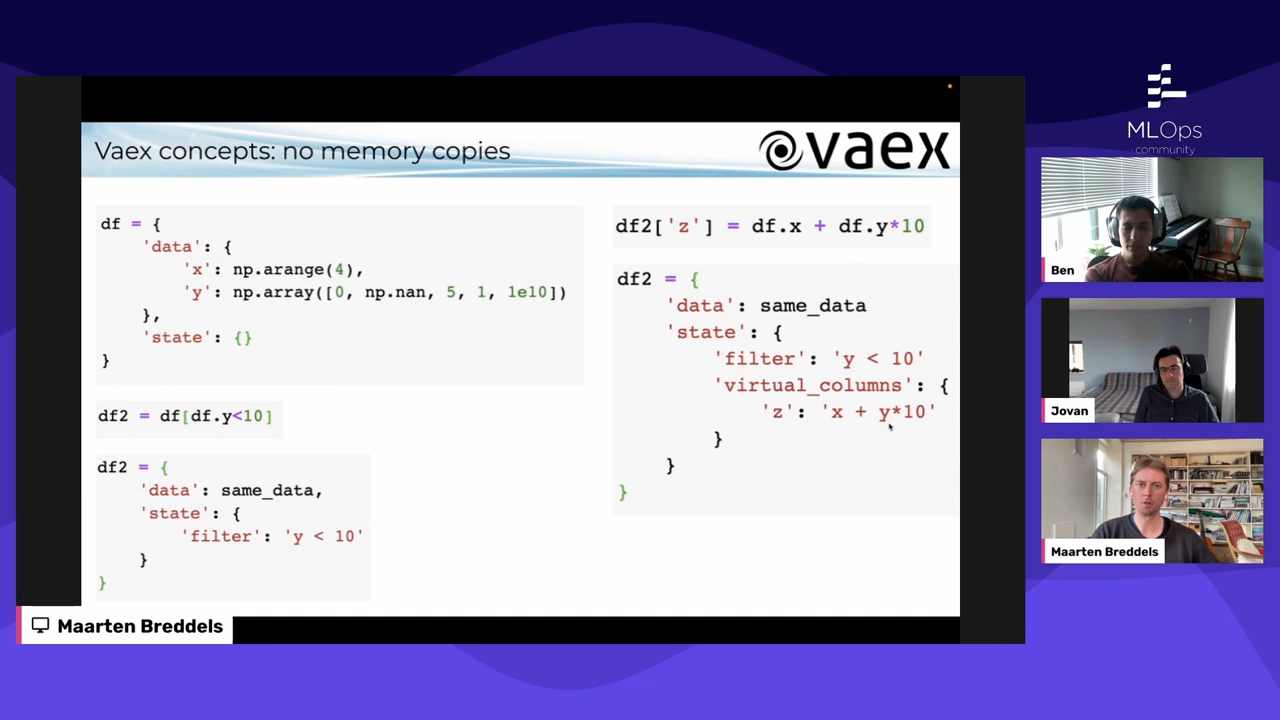 Vaex concepts: no memory copies
vaex
df = {
    'data': {
        'x': np.arange(4),
        'y': np.array([0, np.nan, 5, 1, 1e10])
    },
    'state': {}
}
df2 = df[df.y<10]
df2 = {
    'data': same_data,
    'state': {
        'filter': 'y < 10'
    }
}
df2['z'] = df.x + df.y*10
df2 = {
    'data': same_data
    'state': {
        'filter': 'y < 10'
        'virtual_columns': {
            'z': 'x + y*10'
        }
    }
}
Maarten Breddels
MLOps
community
Ben
Jovan
Maarten Breddels